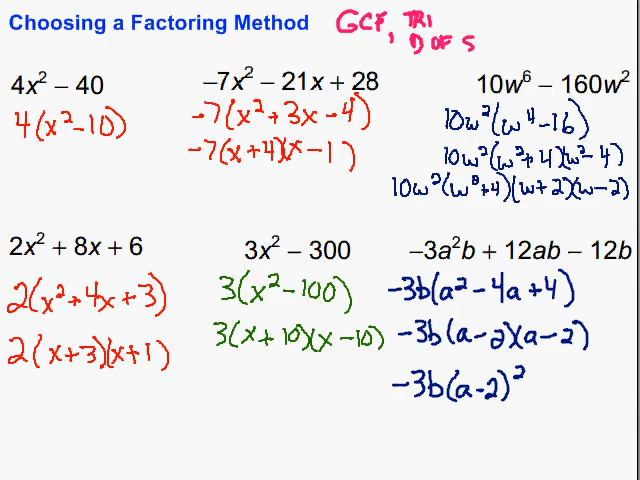 Choosing a Factoring Method
GCF, TRI
D OF S
4x² – 40
4(x²-10)
–7x² – 21x + 28
-7(x² + 3x - 4)
-7(x+4)(x-1)
10w⁶ – 160w²
10w²(w⁴-16)
10w²(w²+4)(w²-4)
10w²(w²+4)(w+2)(w-2)
2x² + 8x + 6
2(x²+4x+3)
2(x+3)(x+1)
3x² – 300
3(x²-100)
3(x+10)(x-10)
–3a²b + 12ab – 12b
-3b(a²-4a+4)
-3b(a-2)(a-2)
-3b(a-2)²